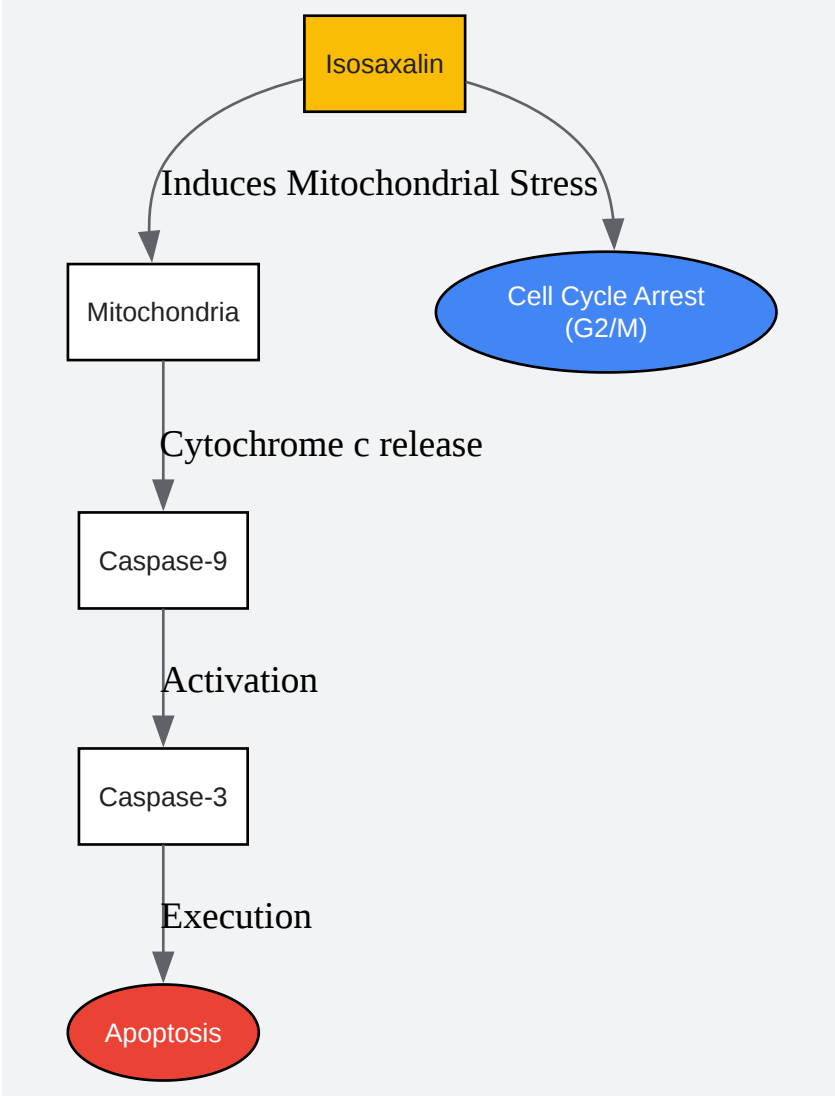 Isosaxalin
Induces Mitochondrial Stress
Mitochondria
Cell Cycle Arrest
(G2/M)
Cytochrome c release
Caspase-9
Activation
Caspase-3
Execution
Apoptosis